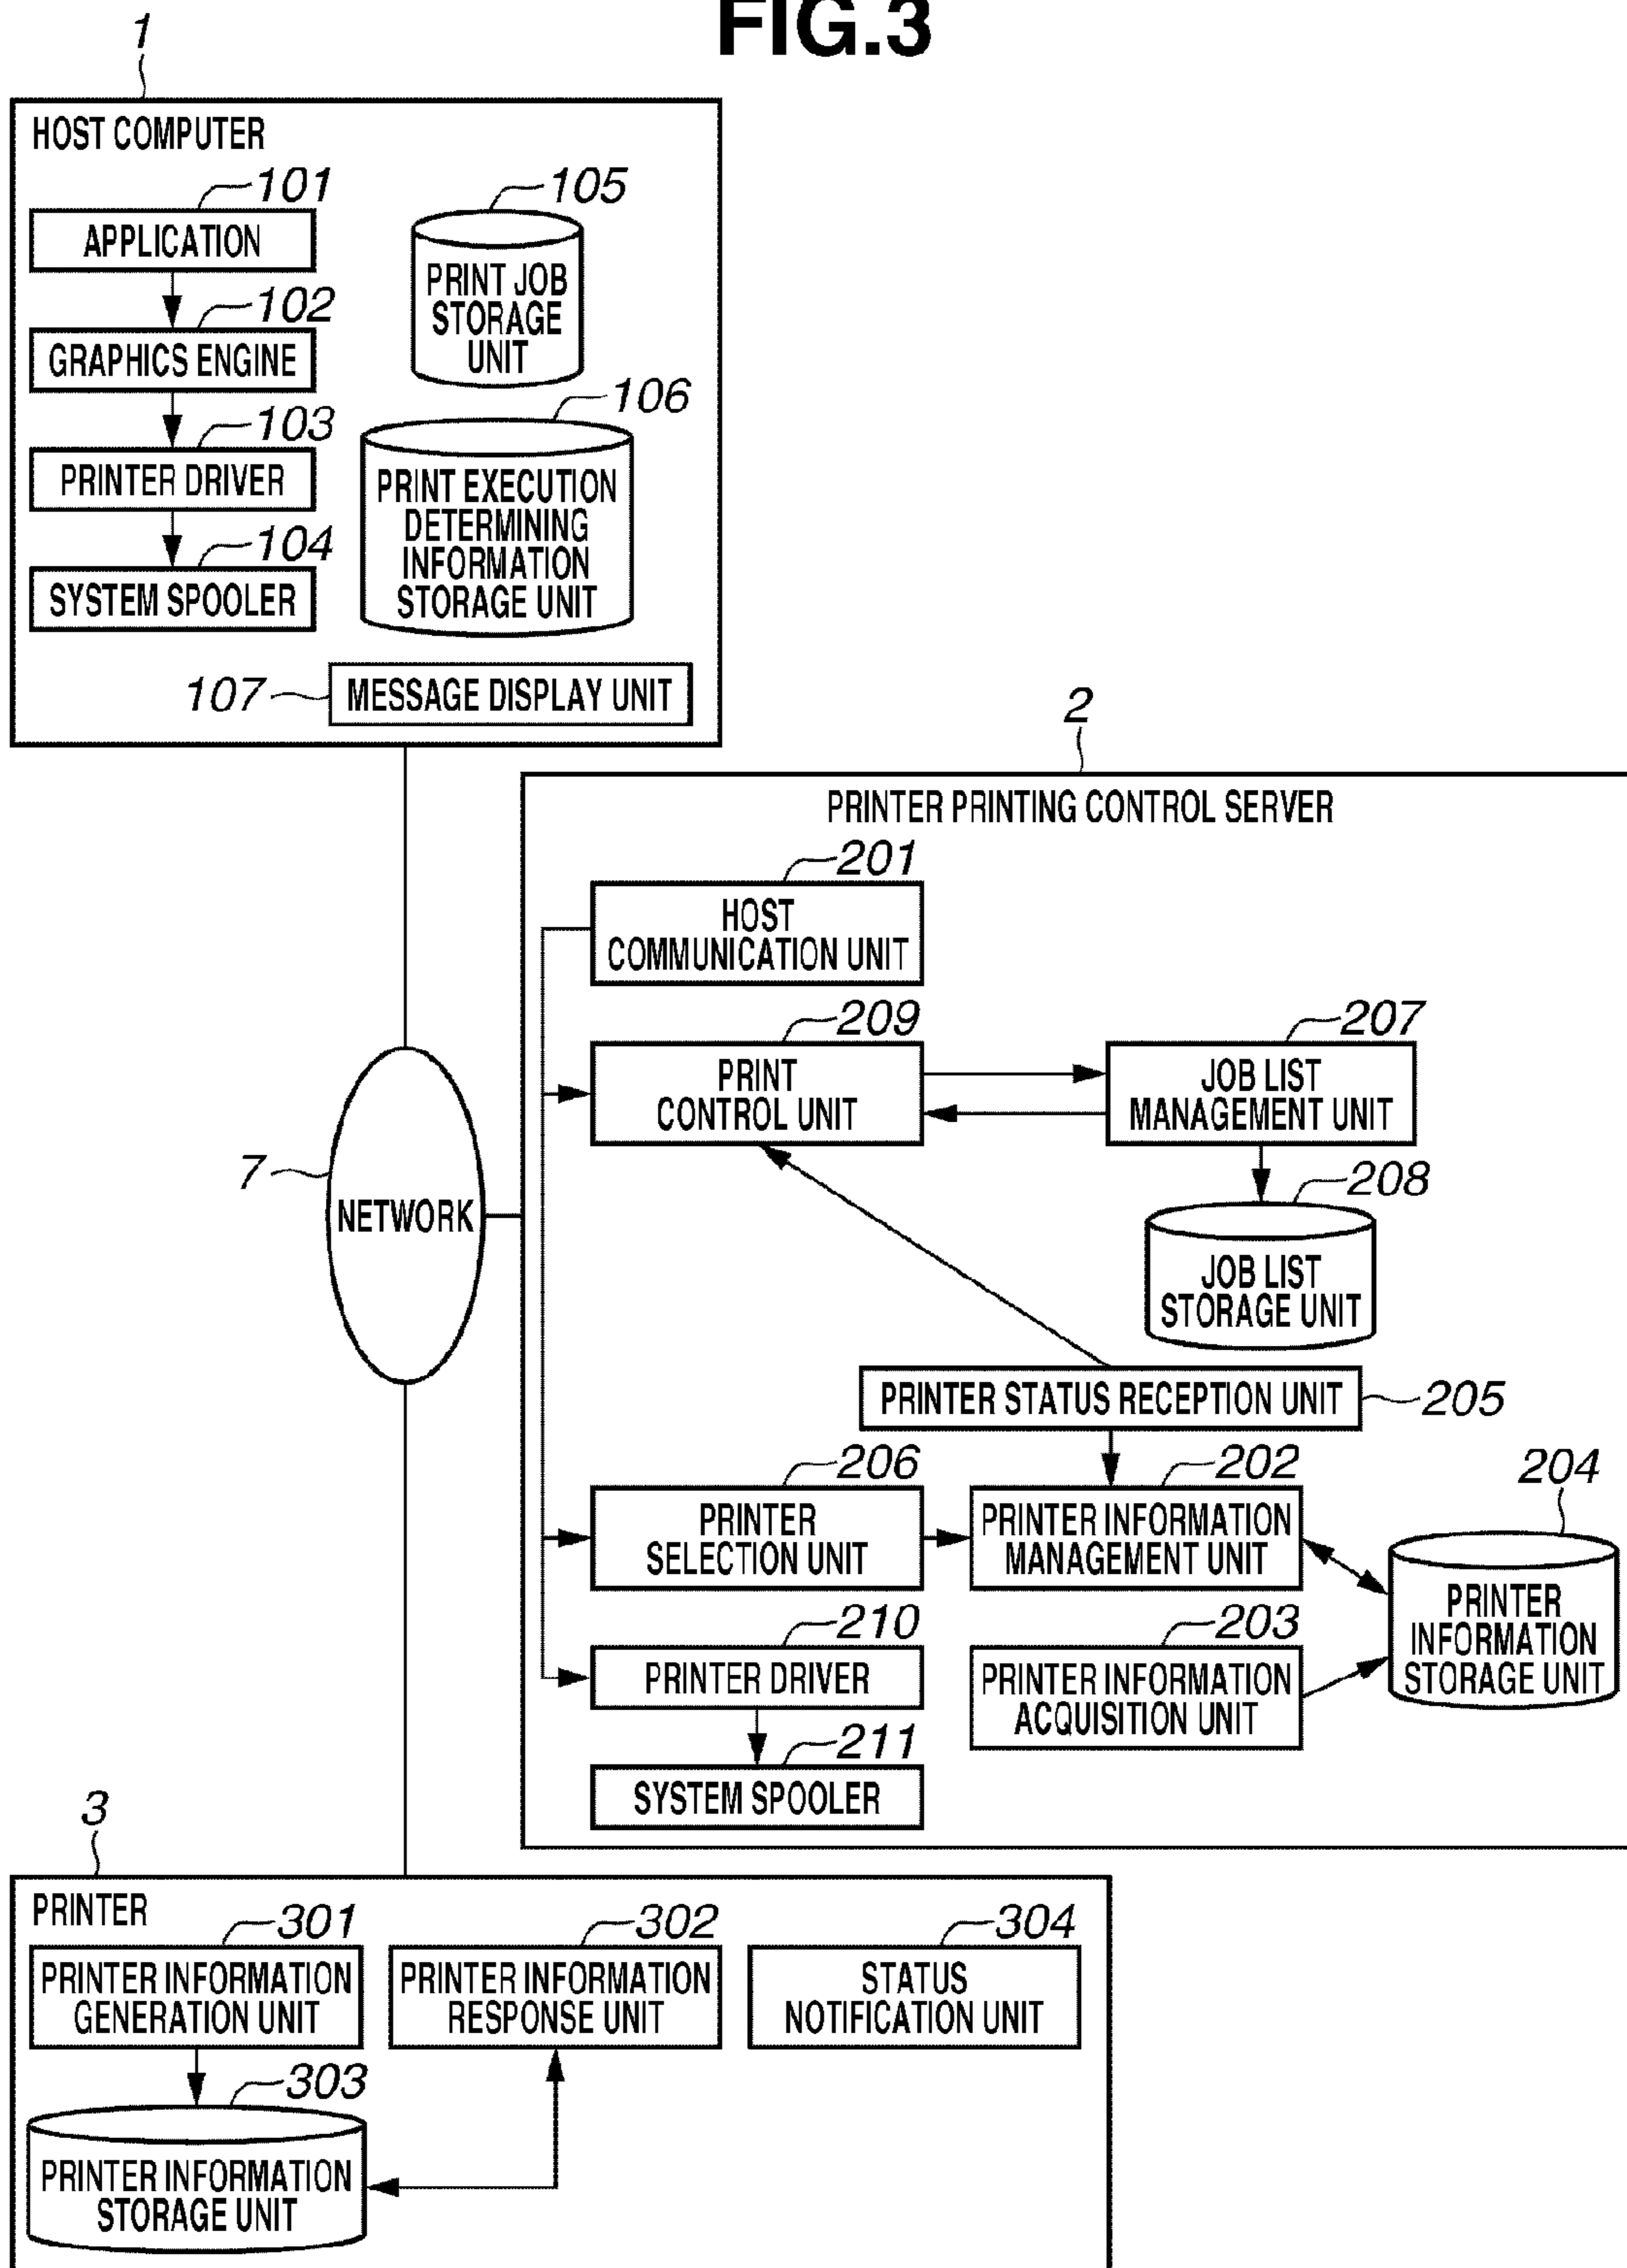 FIG.3
1
HOST COMPUTER
101
APPLICATION
102
GRAPHICS ENGINE
103
PRINTER DRIVER
104
SYSTEM SPOOLER
105
PRINT JOB
STORAGE
UNIT
106
PRINT EXECUTION
DETERMINING
INFORMATION
STORAGE UNIT
107
MESSAGE DISPLAY UNIT
7
NETWORK
2
PRINTER PRINTING CONTROL SERVER
201
HOST
COMMUNICATION UNIT
209
PRINT
CONTROL UNIT
207
JOB LIST
MANAGEMENT UNIT
208
JOB LIST
STORAGE UNIT
PRINTER STATUS RECEPTION UNIT
205
206
PRINTER
SELECTION UNIT
202
PRINTER INFORMATION
MANAGEMENT UNIT
204
PRINTER
INFORMATION
STORAGE UNIT
210
PRINTER DRIVER
203
PRINTER INFORMATION
ACQUISITION UNIT
211
SYSTEM SPOOLER
3
PRINTER
301
PRINTER INFORMATION
GENERATION UNIT
302
PRINTER INFORMATION
RESPONSE UNIT
304
STATUS
NOTIFICATION UNIT
303
PRINTER INFORMATION
STORAGE UNIT